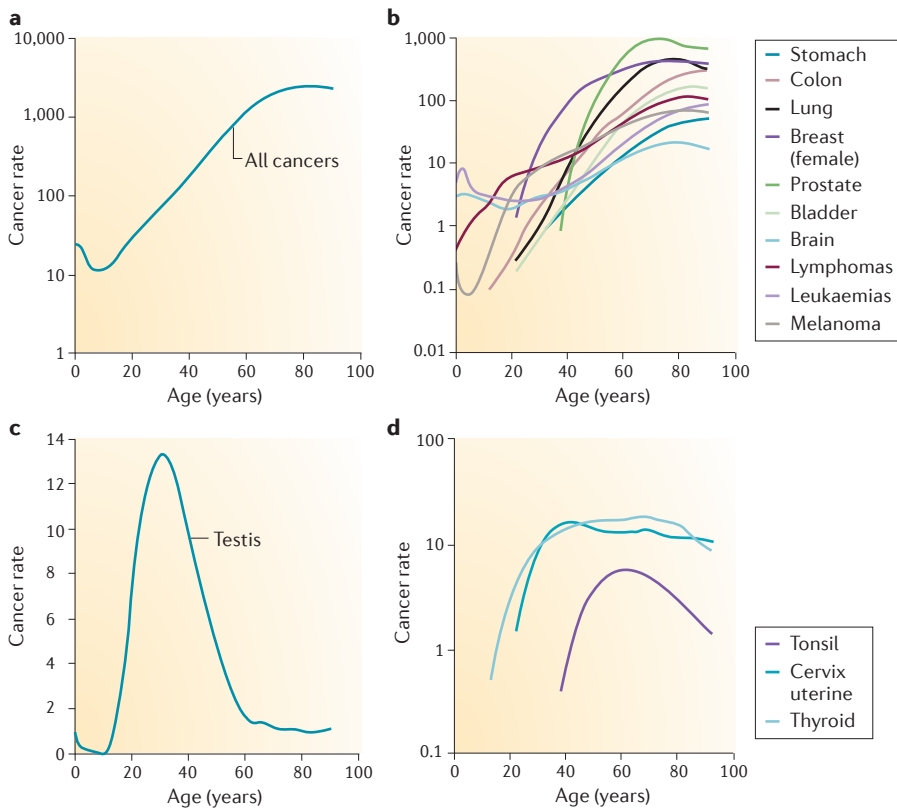 a
10,000
1,000
100
10
1
Cancer rate
All cancers
0 20 40 60 80 100
Age (years)
b
1,000
100
10
1
0.1
0.01
Cancer rate
0 20 40 60 80 100
Age (years)
Stomach
Colon
Lung
Breast
(female)
Prostate
Bladder
Brain
Lymphomas
Leukaemias
Melanoma
c
14
12
10
8
6
4
2
0
Cancer rate
Testis
0 20 40 60 80 100
Age (years)
d
100
10
1
0.1
Cancer rate
0 20 40 60 80 100
Age (years)
Tonsil
Cervix
uterine
Thyroid